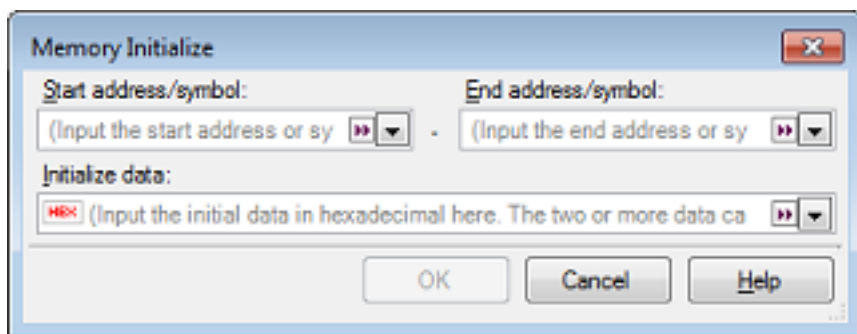 Memory Initialize
Start address/symbol: End address/symbol:
(Input the start address or sy - (Input the end address or sy
Initialize data:
HEX (Input the initial data in hexadecimal here. The two or more data ca
OK Cancel Help